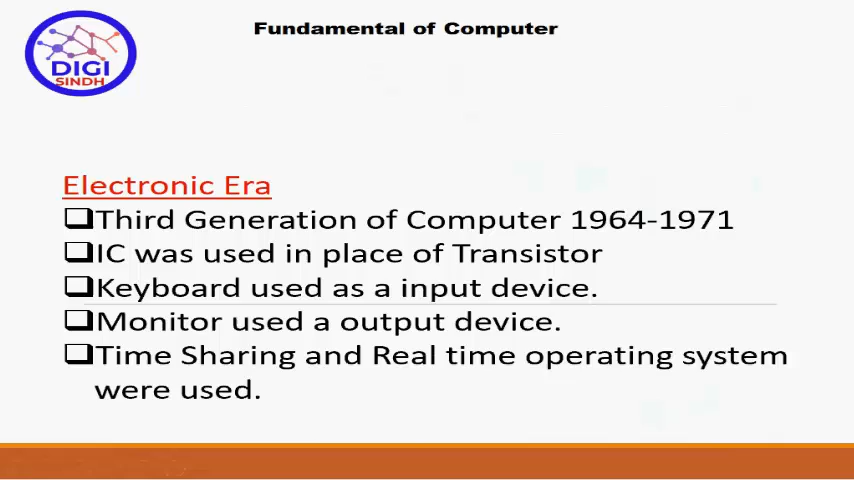 Fundamental of Computer
DIGI
SINDH
Electronic Era
❑Third Generation of Computer 1964-1971
❑IC was used in place of Transistor
❑Keyboard used as a input device.
❑Monitor used a output device.
❑Time Sharing and Real time operating system
were used.